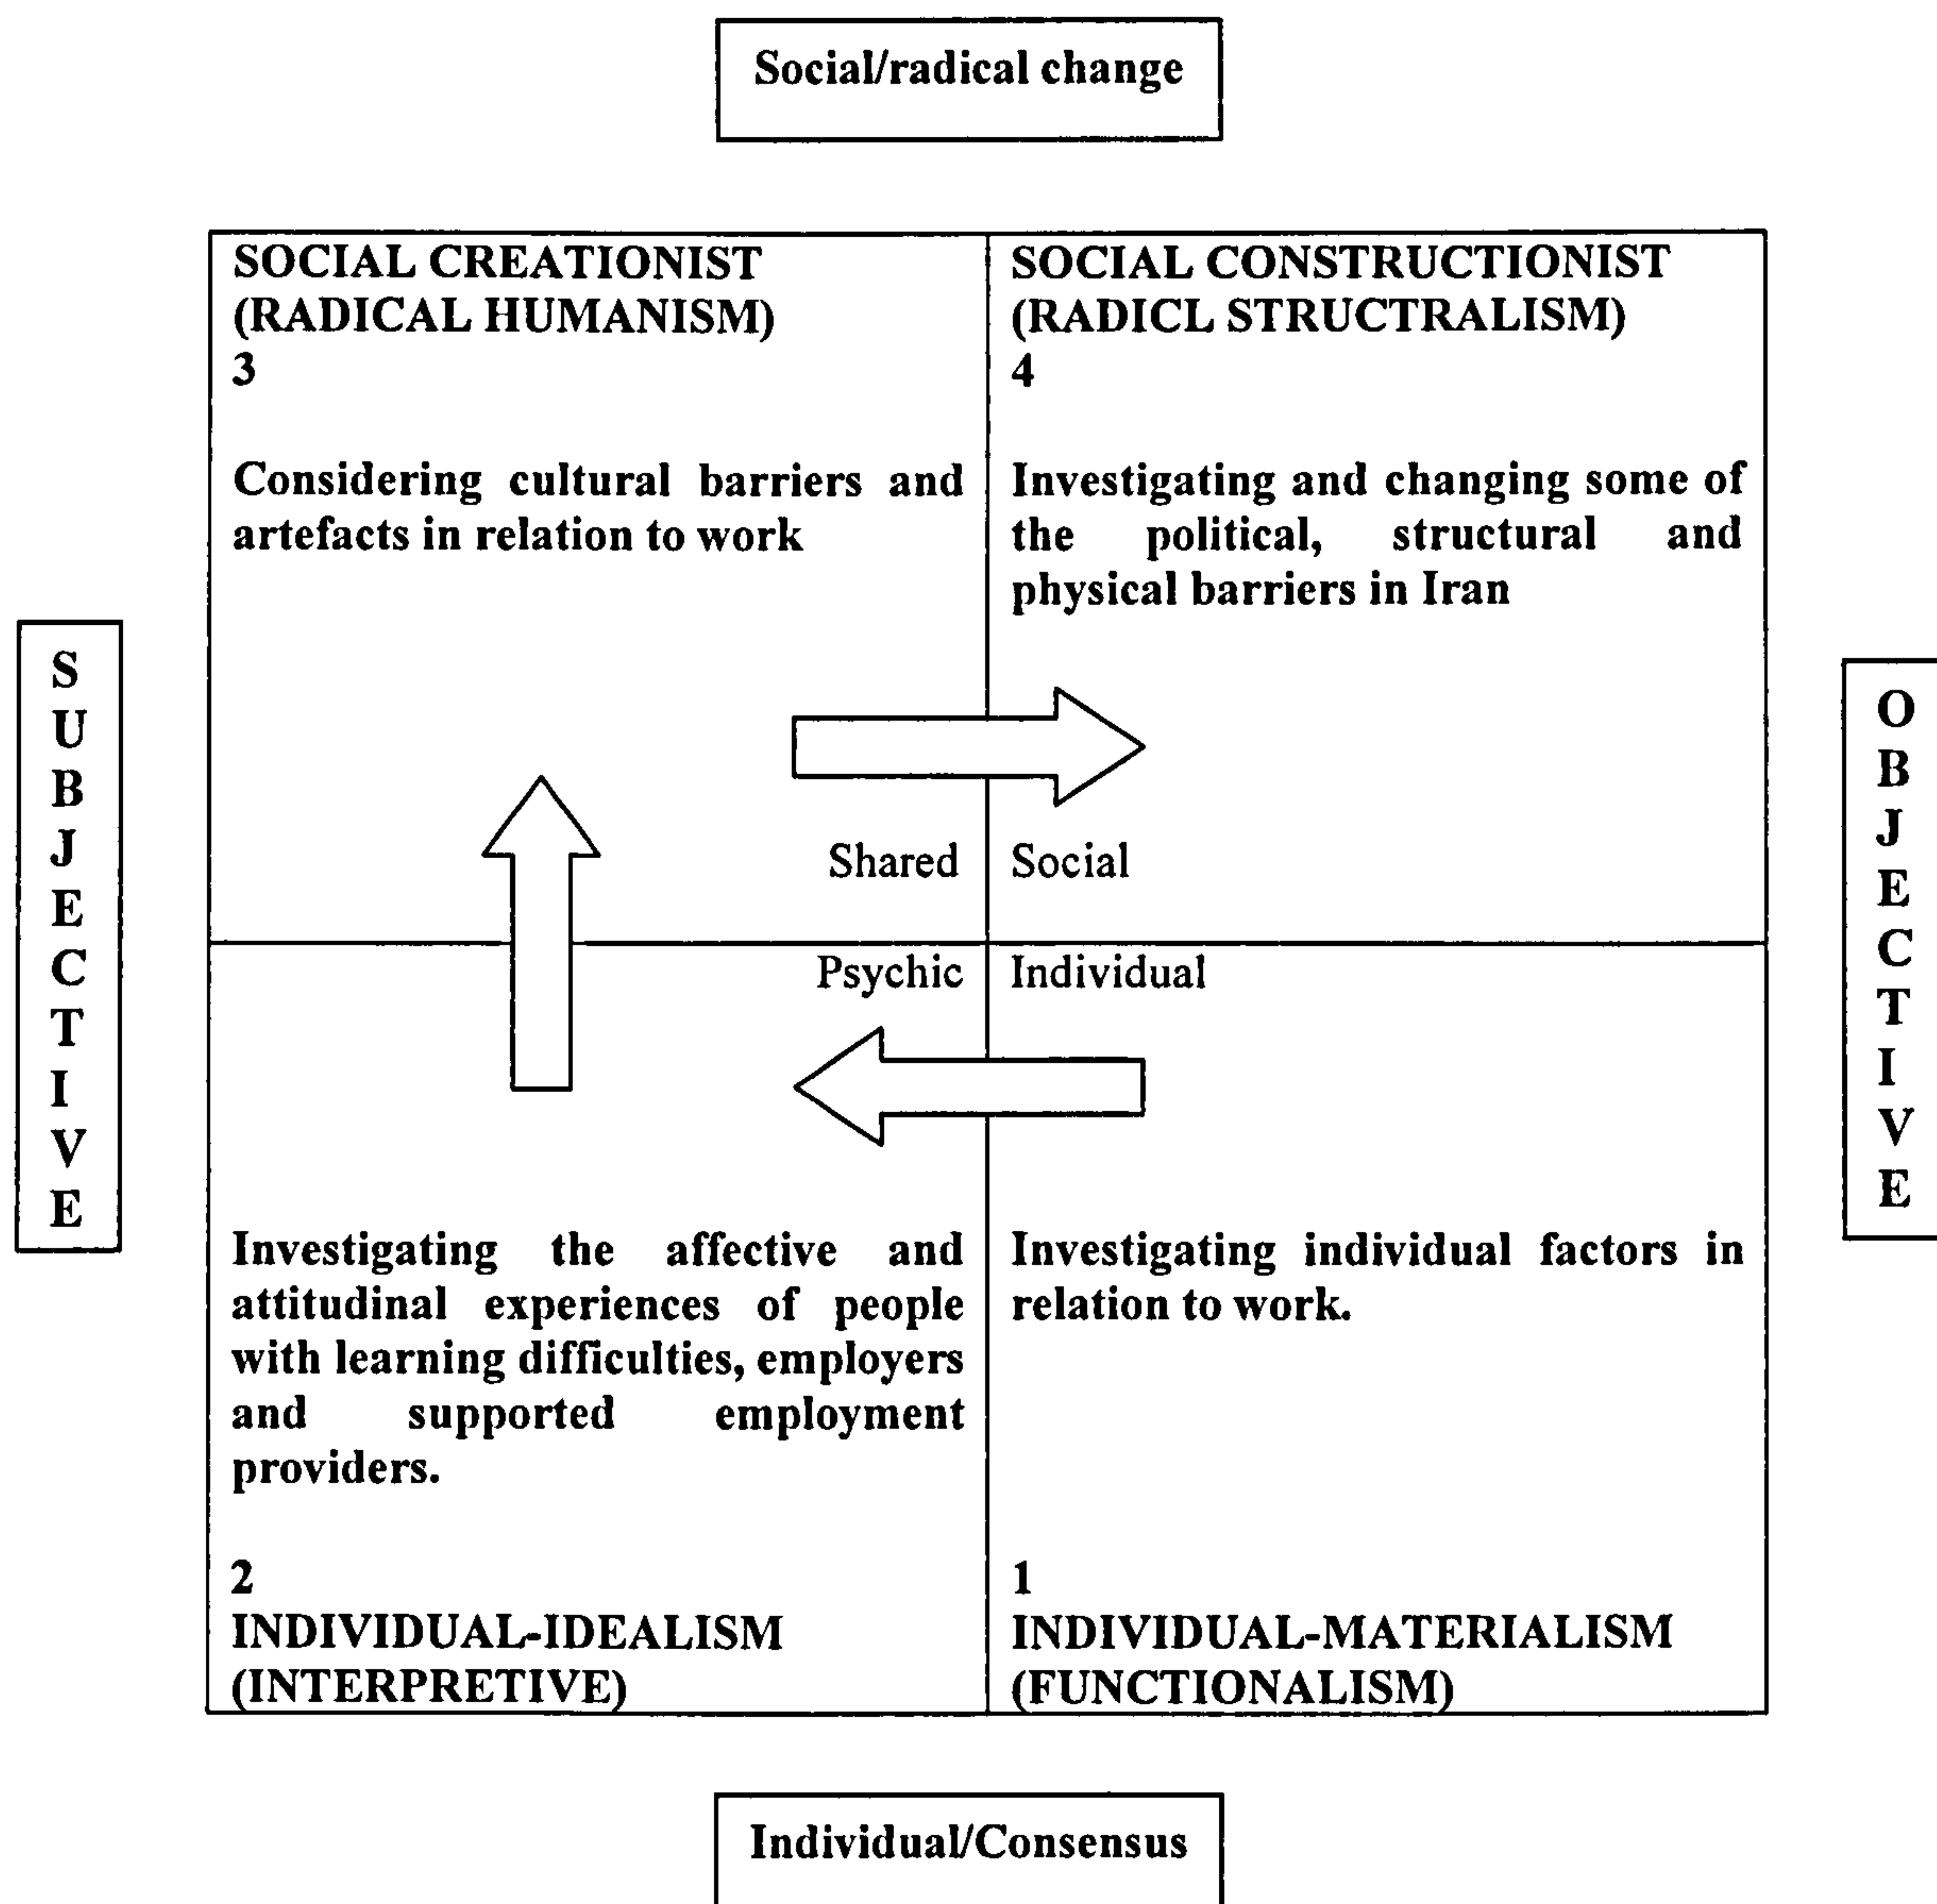 Social/radical change
SOCIAL CREATIONIST
(RADICAL HUMANISM)
3
Considering cultural barriers and
artefacts in relation to work
Shared
SOCIAL CONSTRUCTIONIST
(RADICL STRUCTRALISM)
4
Investigating and changing some of
the political, structural and
physical barriers in Iran
Social
S
U
B
J
E
C
T
I
V
E
O
B
J
E
C
T
I
V
E
Psychic
Investigating the affective and
attitudinal experiences of people
with learning difficulties, employers
and supported employment
providers.
2
INDIVIDUAL-IDEALISM
(INTERPRETIVE)
Individual
Investigating individual factors in
relation to work.
1
INDIVIDUAL-MATERIALISM
(FUNCTIONALISM)
Individual/Consensus